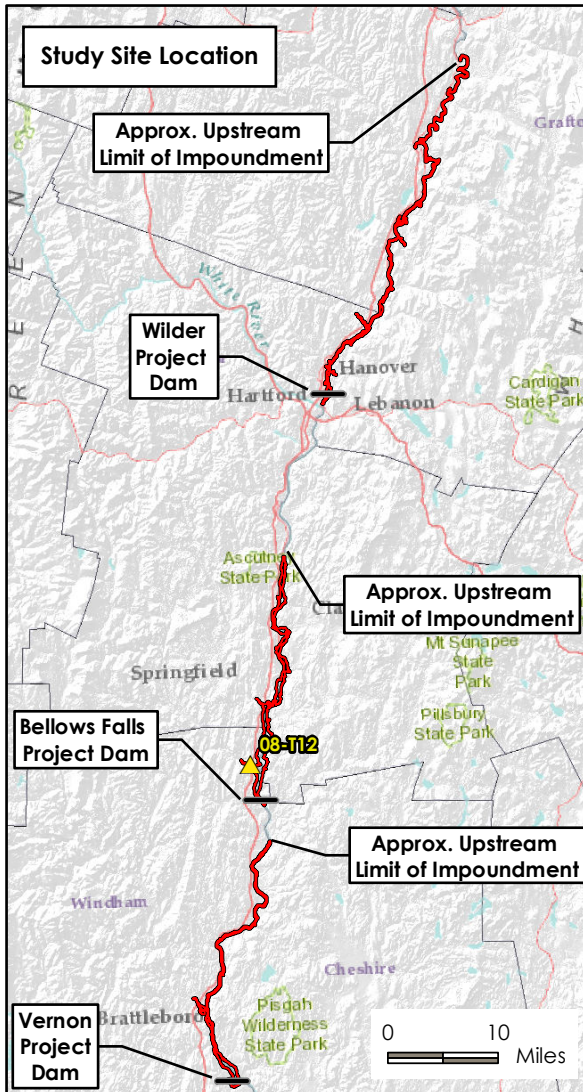 Study Site Location
Approx. Upstream
Limit of Impoundment
Grafto
White River
Wilder
Project
Dam
Hanover
Hartford
Lebanon
Cardigan
State Park
Ascutney
State Park
Approx. Upstream
Limit of Impoundment
Mt Sunapee
State
Park
Springfield
Pillsbury
State Park
Bellows Falls
Project Dam
08-T12
Approx. Upstream
Limit of Impoundment
Windham
Cheshire
Brattleboro
Pisgah
Wilderness
State Park
Vernon
Project
Dam
0
10
Miles